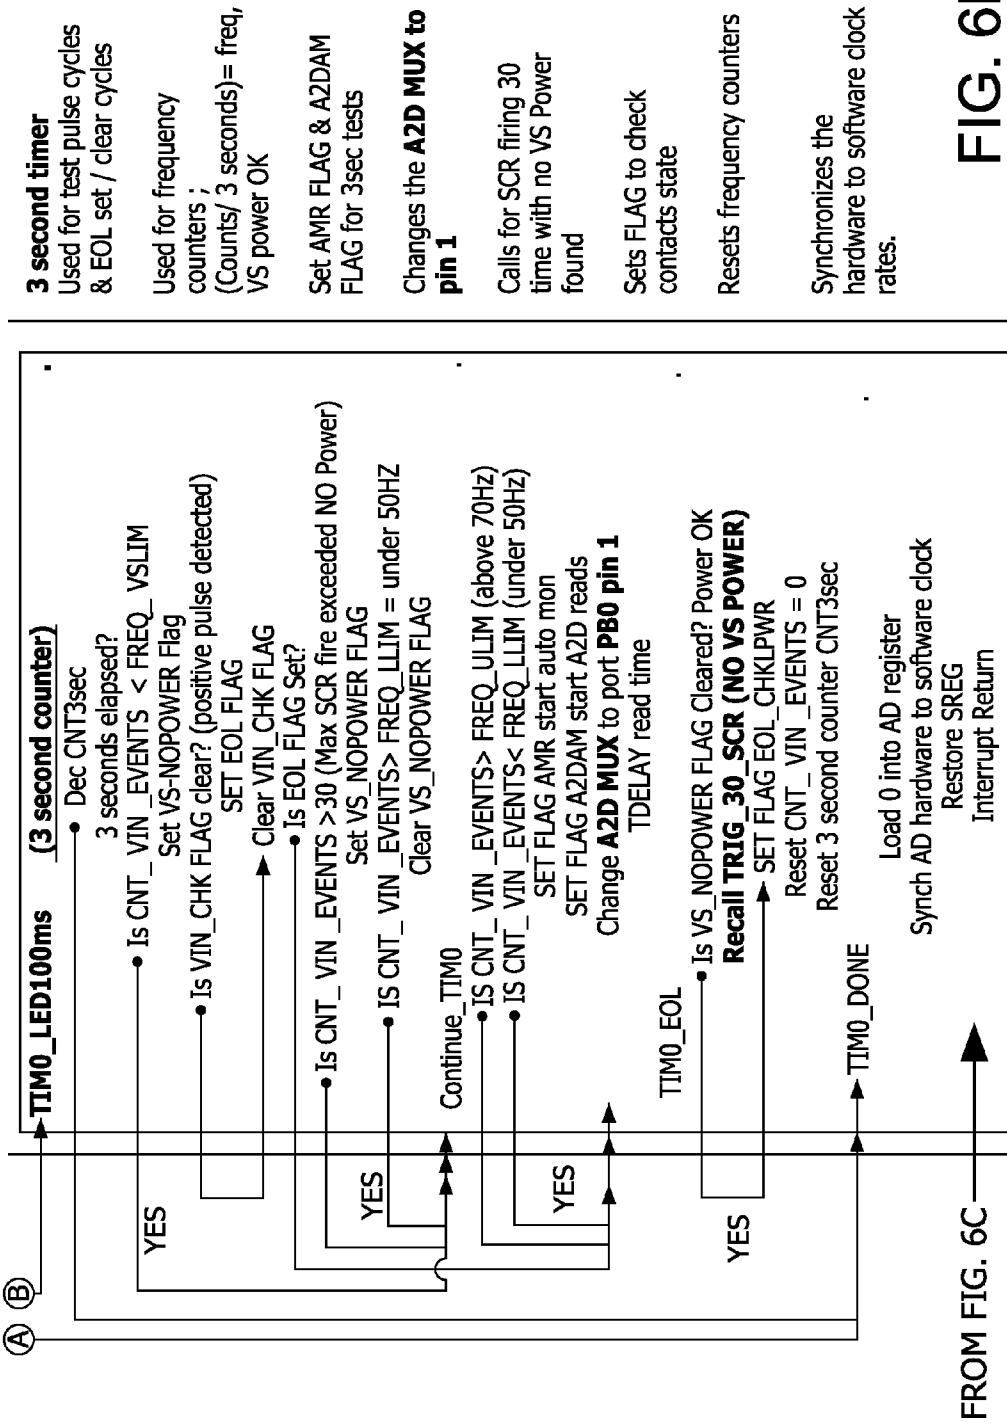 A
B
YES
YES
YES
YES
FROM FIG. 6C
TIM0_LED100ms (3 second counter)
Dec CNT3sec
3 seconds elapsed?
Is CNT_ VIN _EVENTS < FREQ_ VSLIM
Set VS-NOPOWER Flag
Is VIN_CHK FLAG clear? (positive pulse detected)
SET EOL FLAG
Clear VIN_CHK FLAG
Is EOL FLAG Set?
Is CNT_ VIN _EVENTS >30 (Max SCR fire exceeded NO Power)
Set VS_NOPOWER FLAG
IS CNT_ VIN _EVENTS> FREQ_LLIM = under 50HZ
Clear VS_NOPOWER FLAG
Continue_TIM0
IS CNT_ VIN _EVENTS> FREQ_ULIM (above 70Hz)
IS CNT_ VIN _EVENTS< FREQ_LLIM (under 50Hz)
SET FLAG AMR start auto mon
SET FLAG A2DAM start A2D reads
Change A2D MUX to port PB0 pin 1
TDELAY read time
TIM0_EOL
Is VS_NOPOWER FLAG Cleared? Power OK
Recall TRIG_30_SCR (NO VS POWER)
SET FLAG EOL_CHKLPWR
Reset CNT_ VIN _EVENTS = 0
Reset 3 second counter CNT3sec
TIM0_DONE
Load 0 into AD register
Synch AD hardware to software clock
Restore SREG
Interrupt Return
3 second timer
Used for test pulse cycles
& EOL set / clear cycles
Used for frequency
counters ;
(Counts/ 3 seconds)= freq,
VS power OK
Set AMR FLAG & A2DAM
FLAG for 3sec tests
Changes the A2D MUX to
pin 1
Calls for SCR firing 30
time with no VS Power
found
Sets FLAG to check
contacts state
Resets frequency counters
Synchronizes the
hardware to software clock
rates.
FIG.